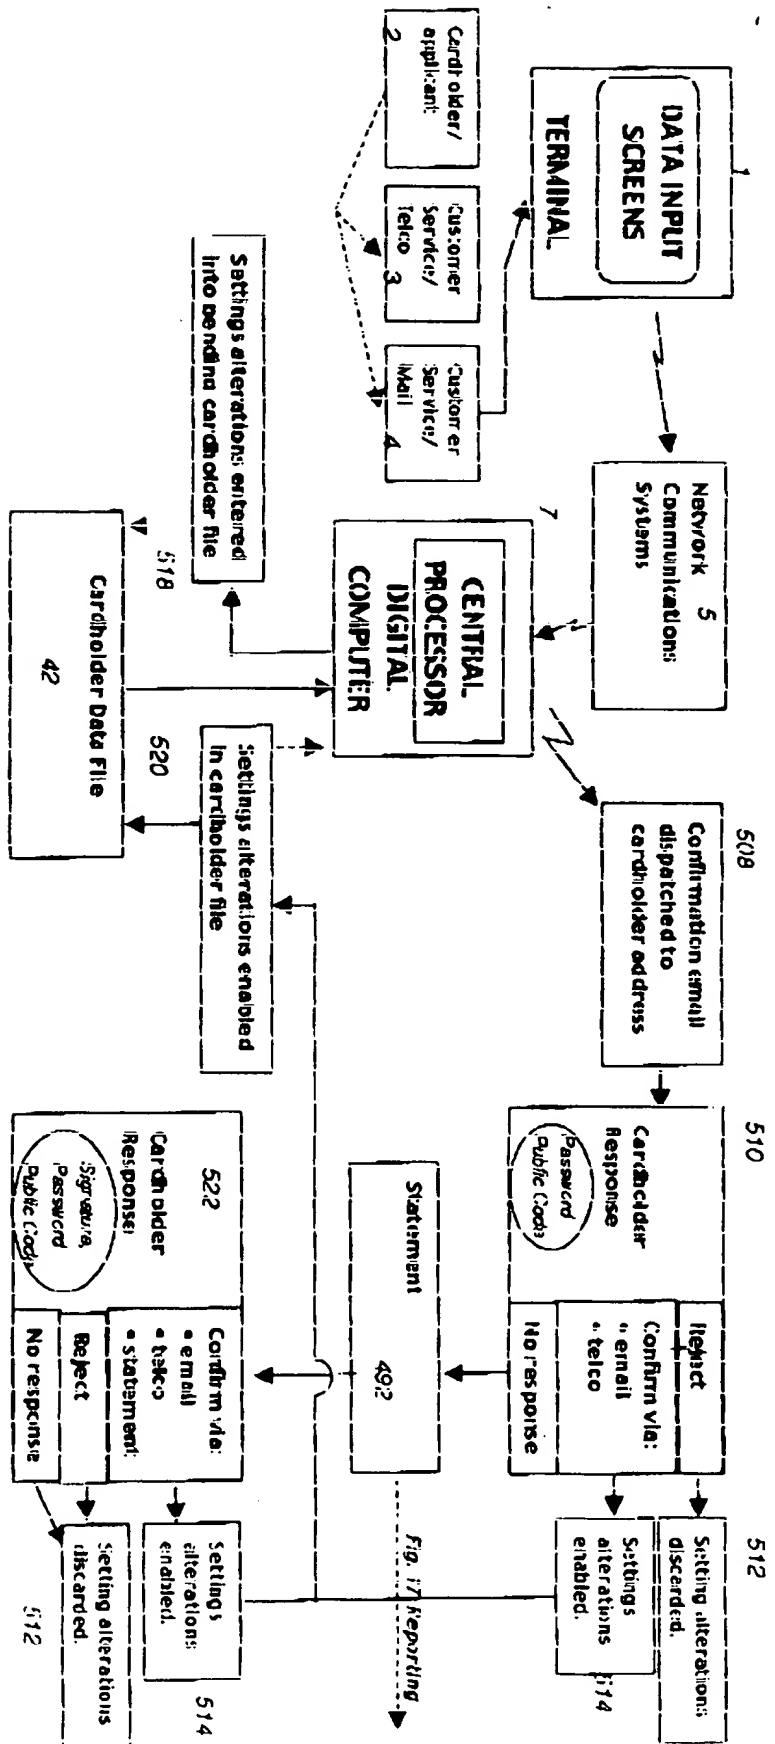 1
DATA INPUT
SCREENS
TERMINAL
Cardholder/
applicant
2
Customer
Service/
Telco 3
Customer
Service/
Mail 4
Network 5
Communications
Systems
7
CENTRAL
PROCESSOR
DIGITAL
COMPUTER
Settings alterations entered
into pending cardholder file
518
Cardholder Data File
42
520
Settings alterations enabled
in cardholder file
508
Confirmation email
dispatched to
cardholder address
510
Cardholder
Response
Password
Public Code
Reject
Confirm via:
• email
• telco
No response
512
Setting alterations
discarded.
Settings
alterations
enabled.
514
Statement
492
Fig. 17 Reporting
522
Cardholder
Response
Signature,
Password
Public Code
Confirm via:
• email
• telco
• statement
Reject
No response
Settings
alterations
enabled.
514
Setting alterations
discarded.
512